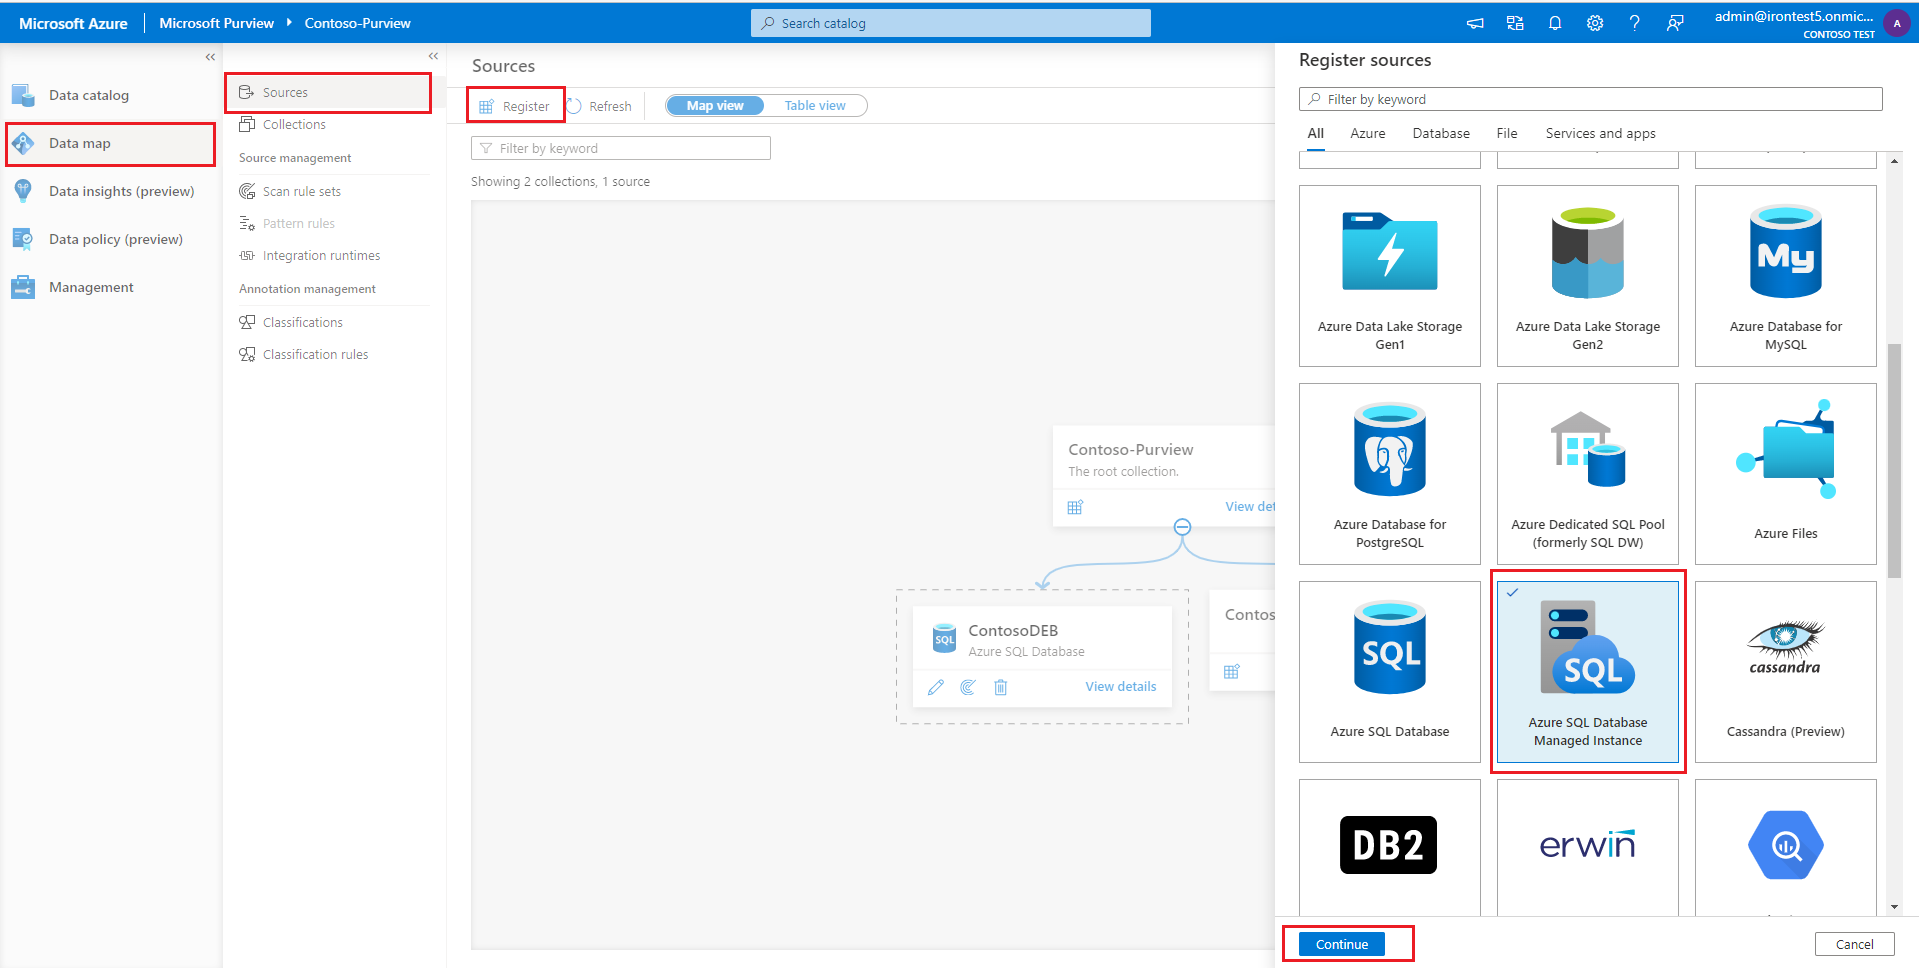 Microsoft Azure
Microsoft Purview
Contoso-Purview
Search catalog
admin@irontest5.onmic...
CONTOSO TEST
A
Data catalog
Data map
Data insights (preview)
Data policy (preview)
Management
Sources
Collections
Source management
Scan rule sets
Pattern rules
Integration runtimes
Annotation management
Classifications
Classification rules
Sources
Register
Refresh
Map view
Table view
Filter by keyword
Showing 2 collections, 1 source
Contoso-Purview
The root collection.
View det
ContosoDEB
SQL
Azure SQL Database
View details
Contos
Register sources
Filter by keyword
All
Azure
Database
File
Services and apps
Azure Data Lake Storage
Gen1
Azure Data Lake Storage
Gen2
My
Azure Database for
MySQL
Azure Database for
PostgreSQL
Azure Dedicated SQL Pool
(formerly SQL DW)
Azure Files
SQL
Azure SQL Database
SQL
Azure SQL Database
Managed Instance
cassandra
Cassandra (Preview)
DB2
erwin
Continue
Cancel